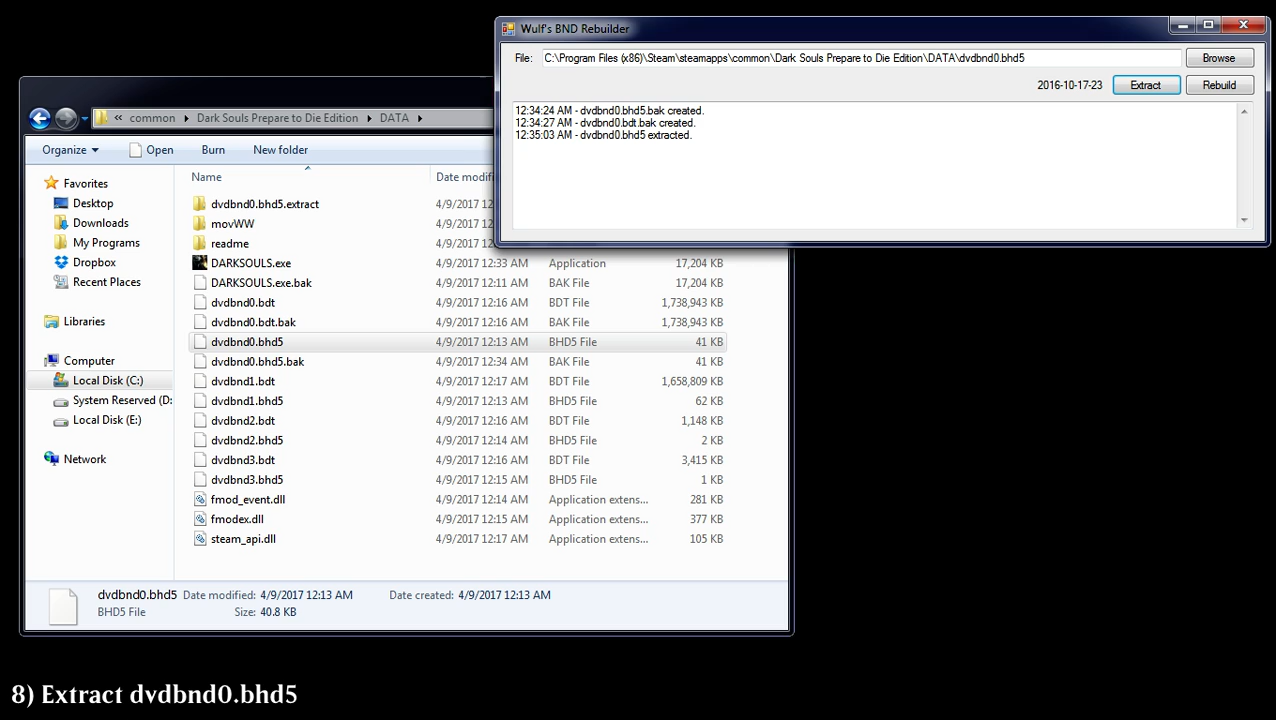 Wulf's BND Rebuilder
File: C:\Program Files (x86)\Steam\steamapps\common\Dark Souls Prepare to Die Edition\DATA\dvdbnd0.bhd5 Browse
2016-10-17-23 Extract Rebuild
12:34:24 AM - dvdbnd0.bhd5.bak created.
12:34:27 AM - dvdbnd0.bdt.bak created.
12:35:03 AM - dvdbnd0.bhd5 extracted.
« common Dark Souls Prepare to Die Edition DATA
Organize Open Burn New folder
Name Date modifi
Favorites
Desktop
Downloads
My Programs
Dropbox
Recent Places
Libraries
Computer
Local Disk (C:)
System Reserved (D:
Local Disk (E:)
Network
dvdbnd0.bhd5.extract 4/9/2017 12
movWW 4/9/2017 12
readme 4/9/2017 12
DARKSOULS.exe 4/9/2017 12:33 AM Application 17,204 KB
DARKSOULS.exe.bak 4/9/2017 12:11 AM BAK File 17,204 KB
dvdbnd0.bdt 4/9/2017 12:16 AM BDT File 1,738,943 KB
dvdbnd0.bdt.bak 4/9/2017 12:16 AM BAK File 1,738,943 KB
dvdbnd0.bhd5 4/9/2017 12:13 AM BHD5 File 41 KB
dvdbnd0.bhd5.bak 4/9/2017 12:34 AM BAK File 41 KB
dvdbnd1.bdt 4/9/2017 12:17 AM BDT File 1,658,809 KB
dvdbnd1.bhd5 4/9/2017 12:13 AM BHD5 File 62 KB
dvdbnd2.bdt 4/9/2017 12:16 AM BDT File 1,148 KB
dvdbnd2.bhd5 4/9/2017 12:14 AM BHD5 File 2 KB
dvdbnd3.bdt 4/9/2017 12:16 AM BDT File 3,415 KB
dvdbnd3.bhd5 4/9/2017 12:15 AM BHD5 File 1 KB
fmod_event.dll 4/9/2017 12:14 AM Application extens... 281 KB
fmodex.dll 4/9/2017 12:15 AM Application extens... 377 KB
steam_api.dll 4/9/2017 12:17 AM Application extens... 105 KB
dvdbnd0.bhd5 Date modified: 4/9/2017 12:13 AM Date created: 4/9/2017 12:13 AM
BHD5 File Size: 40.8 KB
8) Extract dvdbnd0.bhd5